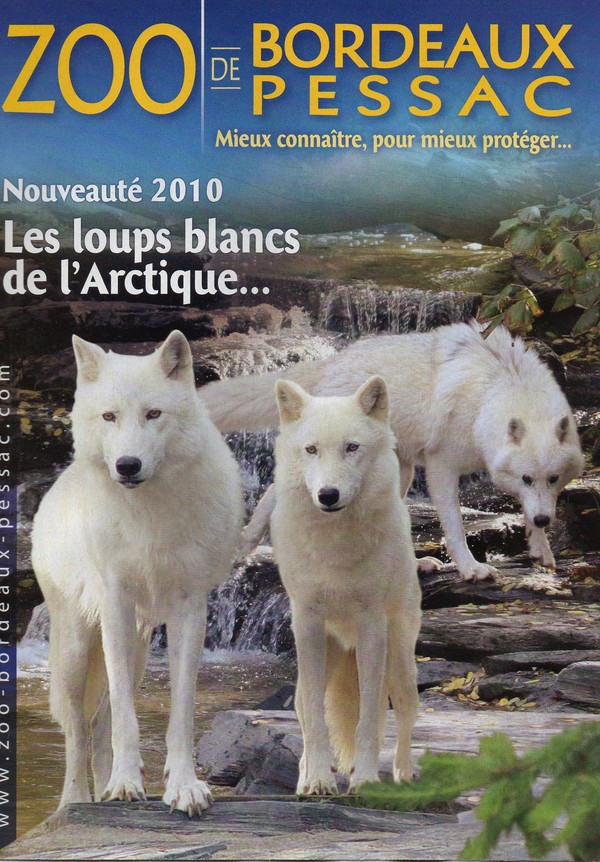 ZOO DE BORDEAUX
PESSAC
Mieux connaître, pour mieux protéger...
Nouveauté 2010
Les loups blancs
de l'Arctique...
www.zoo-bordeaux-pessac.com